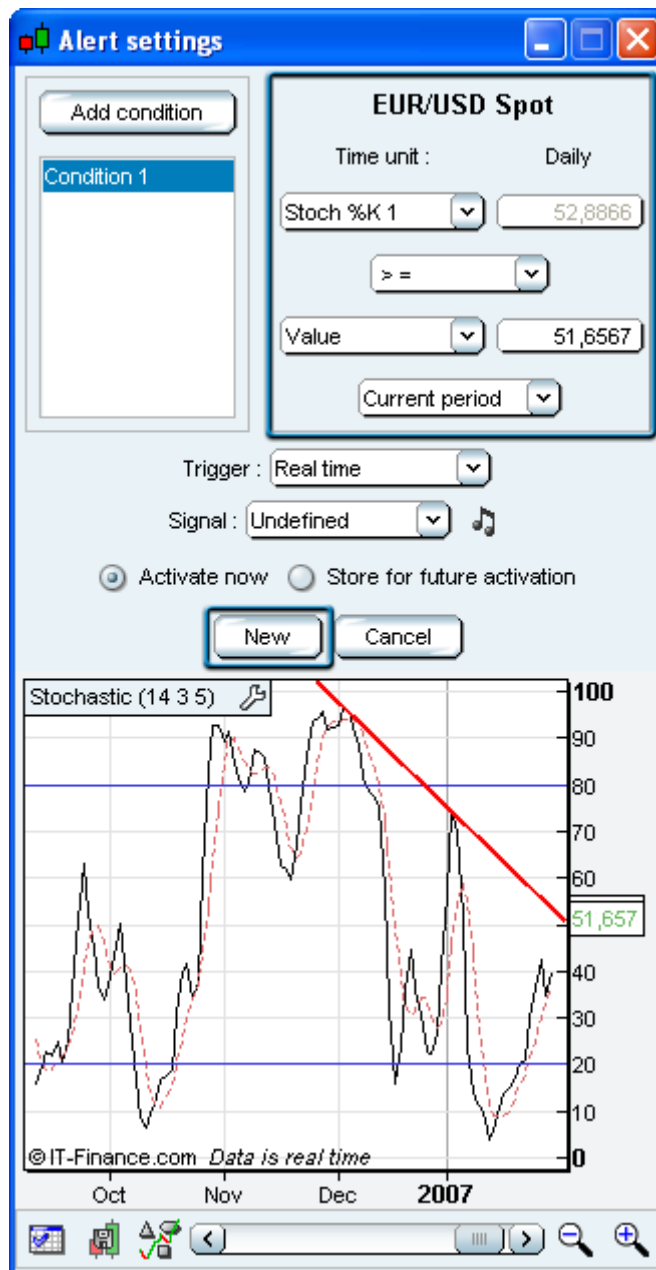 Alert settings
Add condition
Condition 1
EUR/USD Spot
Time unit : Daily
Stoch %K 1 52,8866
> =
Value 51,6567
Current period
Trigger : Real time
Signal : Undefined
Activate now Store for future activation
New Cancel
Stochastic (14 3 5)
100
90
80
70
60
51,657
40
30
20
10
0
© IT-Finance.com Data is real time
Oct Nov Dec 2007